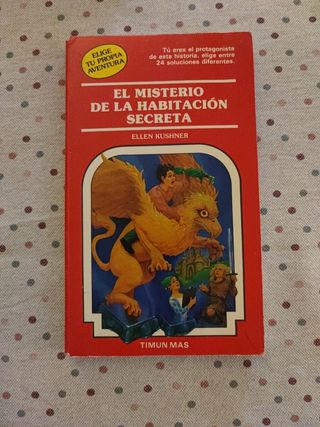 ELIGE
TU PROPIA
AVENTURA
Tú eres el protagonista
de esta historia. elige entre
24 soluciones diferentes.
EL MISTERIO
DE LA HABITACIÓN
SECRETA
ELLEN KUSHNER
TIMUN MAS